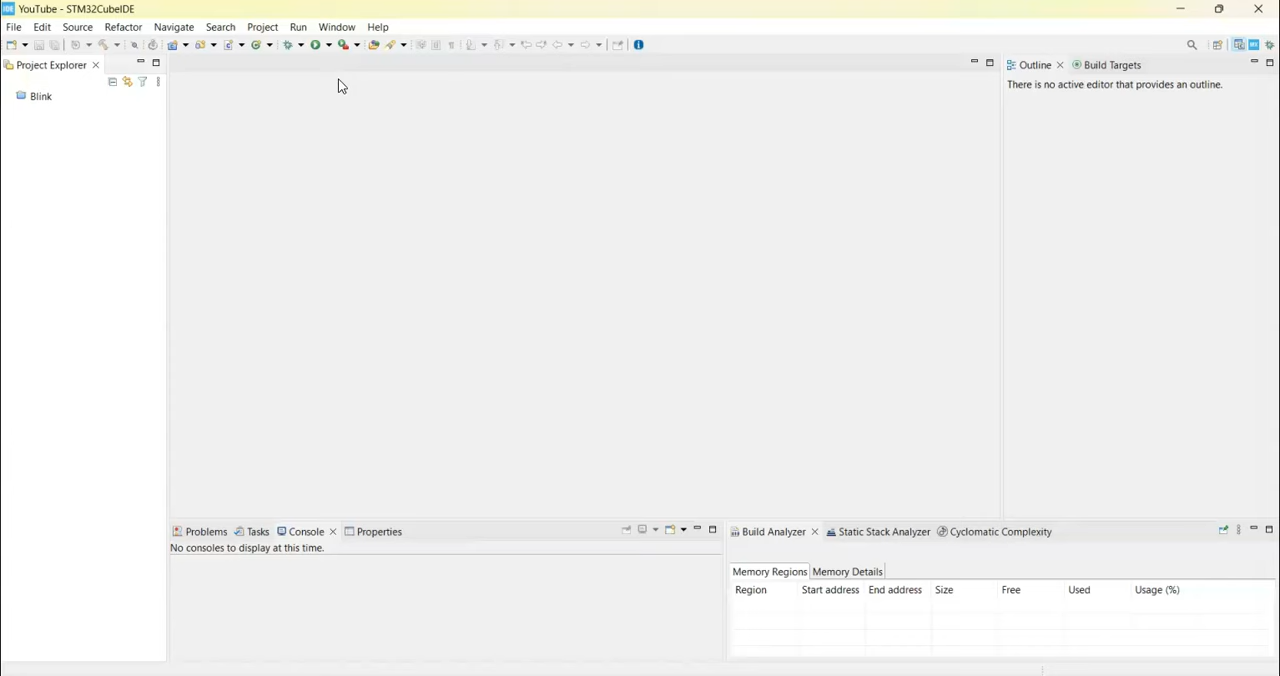 IDE YouTube - STM32CubeIDE
File Edit Source Refactor Navigate Search Project Run Window Help
MX
Project Explorer
Outline Build Targets
There is no active editor that provides an outline.
Blink
Problems Tasks Console Properties
No consoles to display at this time.
Build Analyzer Static Stack Analyzer Cyclomatic Complexity
Memory Regions Memory Details
Region Start address End address Size Free Used Usage (%)